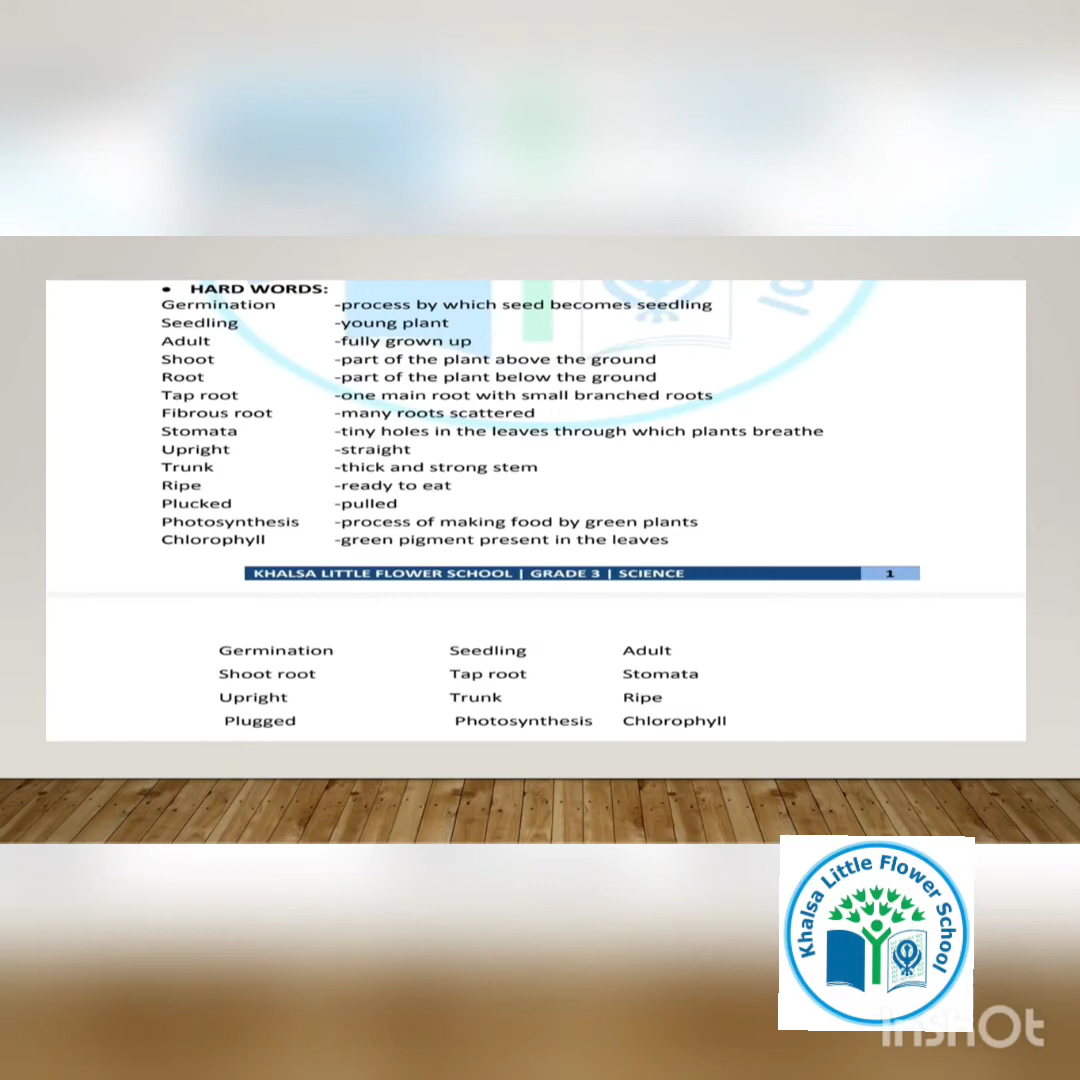 • HARD WORDS:
Germination -process by which seed becomes seedling
Seedling -young plant
Adult -fully grown up
Shoot -part of the plant above the ground
Root -part of the plant below the ground
Tap root -one main root with small branched roots
Fibrous root -many roots scattered
Stomata -tiny holes in the leaves through which plants breathe
Upright -straight
Trunk -thick and strong stem
Ripe -ready to eat
Plucked -pulled
Photosynthesis -process of making food by green plants
Chlorophyll -green pigment present in the leaves
KHALSA LITTLE FLOWER SCHOOL | GRADE 3 | SCIENCE 1
Germination Seedling Adult
Shoot root Tap root Stomata
Upright Trunk Ripe
Plugged Photosynthesis Chlorophyll
Khalsa Little Flower School
InShOt